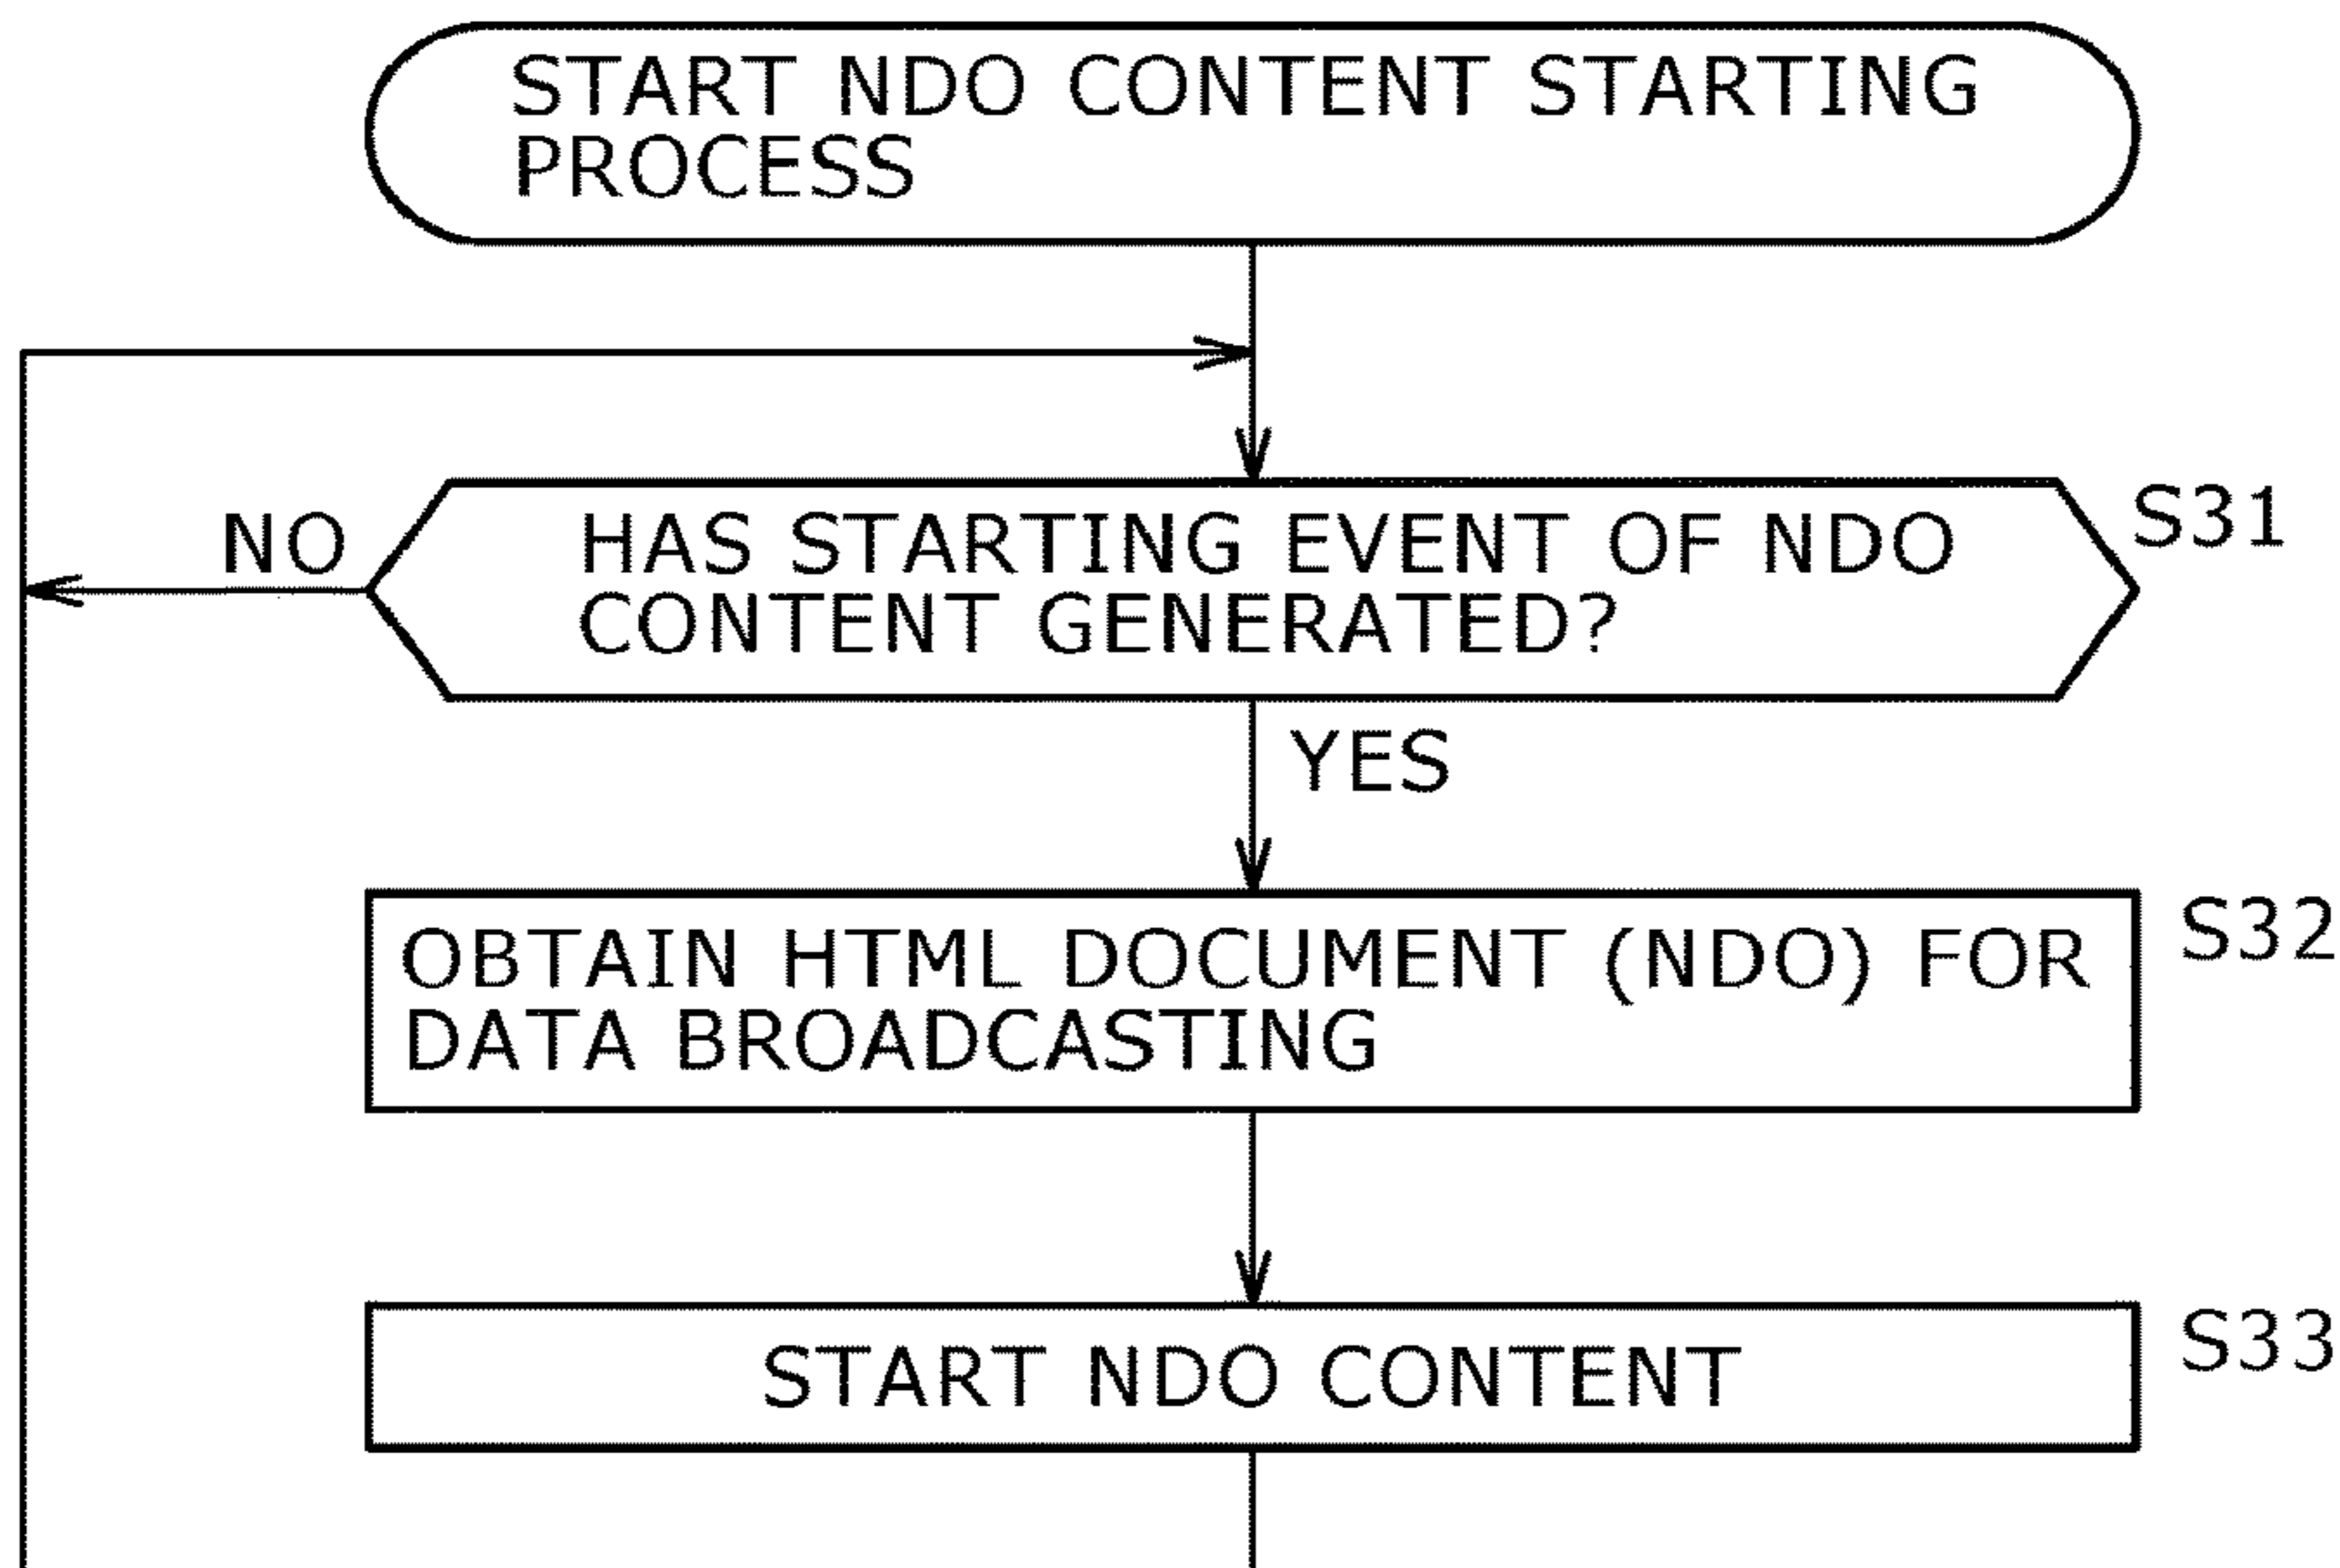 START NDO CONTENT STARTING
PROCESS
NO
HAS STARTING EVENT OF NDO
CONTENT GENERATED?
S31
YES
OBTAIN HTML DOCUMENT (NDO) FOR
DATA BROADCASTING
S32
START NDO CONTENT
S33